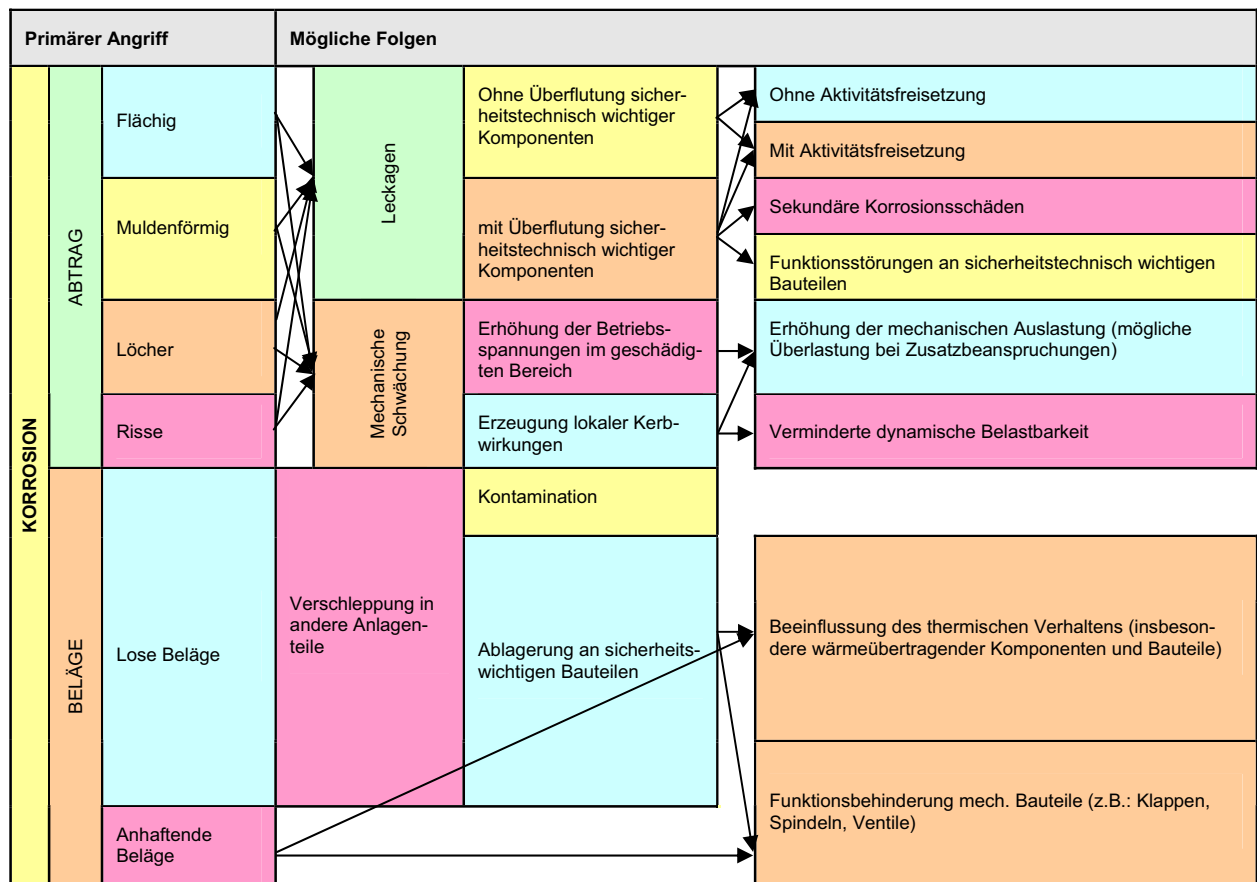 Primärer Angriff
Mögliche Folgen
KORROSION
ABTRAG
Flächig
Muldenförmig
Löcher
Risse
Leckagen
Ohne Überflutung sicher-
heitstechnisch wichtiger
Komponenten
mit Überflutung sicher-
heitstechnisch wichtiger
Komponenten
Ohne Aktivitätsfreisetzung
Mit Aktivitätsfreisetzung
Sekundäre Korrosionsschäden
Funktionsstörungen an sicherheitstechnisch wichtigen
Bauteilen
Mechanische
Schwächung
Erhöhung der Betriebs-
spannungen im geschädig-
ten Bereich
Erzeugung lokaler Kerb-
wirkungen
Erhöhung der mechanischen Auslastung (mögliche
Überlastung bei Zusatzbeanspruchungen)
Verminderte dynamische Belastbarkeit
BELÄGE
Lose Beläge
Verschleppung in
andere Anlagen-
teile
Kontamination
Ablagerung an sicherheits-
wichtigen Bauteilen
Beeinflussung des thermischen Verhaltens (insbeson-
dere wärmeübertragender Komponenten und Bauteile)
Anhaftende
Beläge
Funktionsbehinderung mech. Bauteile (z.B.: Klappen,
Spindeln, Ventile)